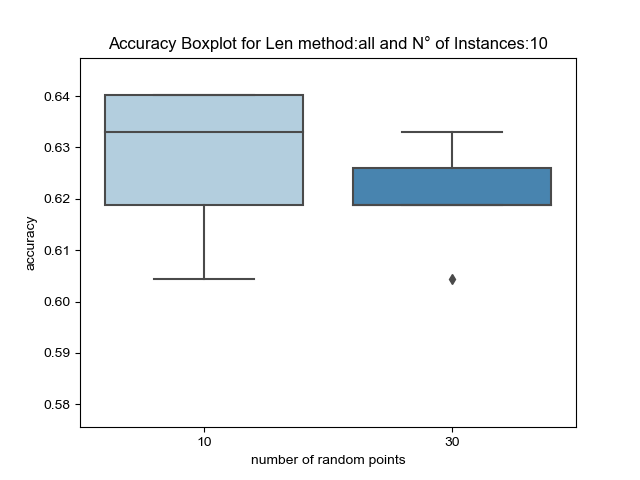 Accuracy Boxplot for Len method:all and N° of Instances:10
0.64
0.63
0.62
0.61
0.60
0.59
0.58
accuracy
10 30
number of random points